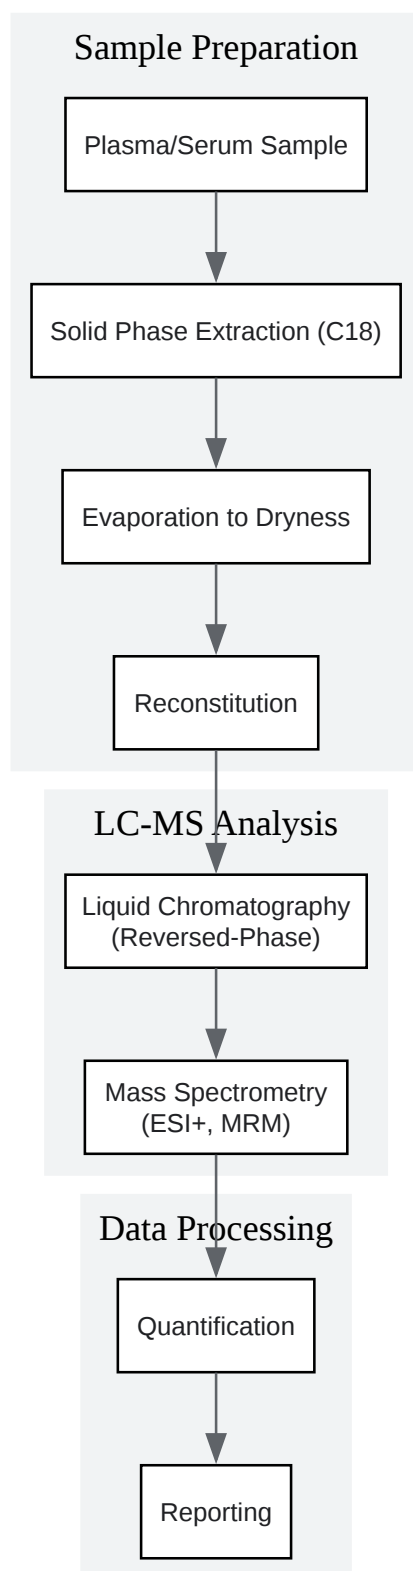 Sample Preparation
Plasma/Serum Sample
Solid Phase Extraction (C18)
Evaporation to Dryness
Reconstitution
LC-MS Analysis
Liquid Chromatography
(Reversed-Phase)
Mass Spectrometry
(ESI+, MRM)
Data Processing
Quantification
Reporting